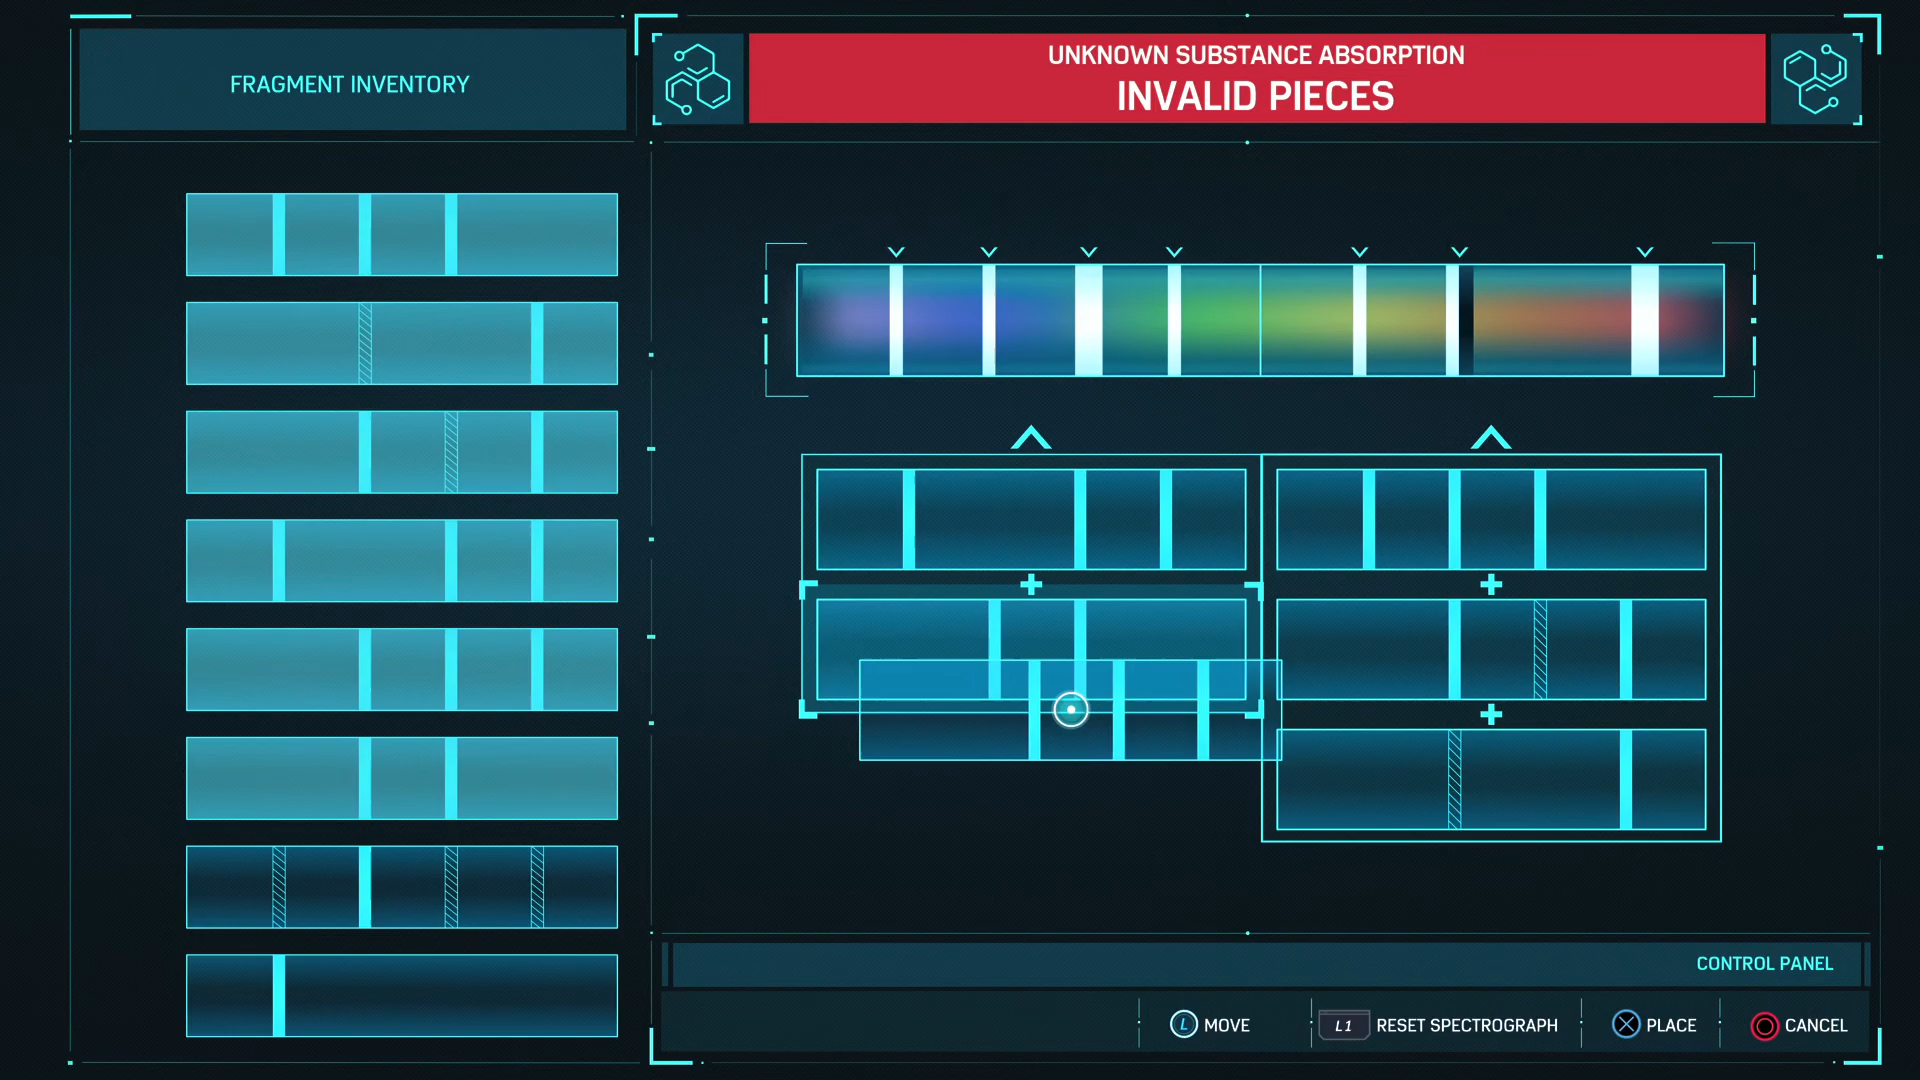 FRAGMENT INVENTORY
UNKNOWN SUBSTANCE ABSORPTION
INVALID PIECES
CONTROL PANEL
L MOVE
L1 RESET SPECTROGRAPH
PLACE
CANCEL